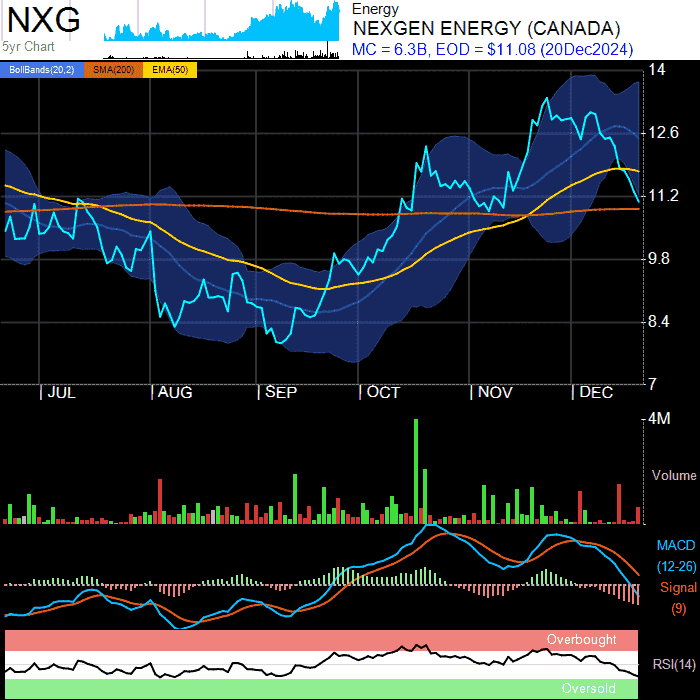 NXG
5yr Chart
Energy
NEXGEN ENERGY (CANADA)
MC = 6.3B, EOD = $11.08 (20Dec2024)
BollBands(20,2) SMA(200) EMA(50)
14
12.6
11.2
9.8
8.4
7
JUL AUG SEP OCT NOV DEC
4M
Volume
MACD
(12-26)
Signal
(9)
Overbought
RSI(14)
Oversold